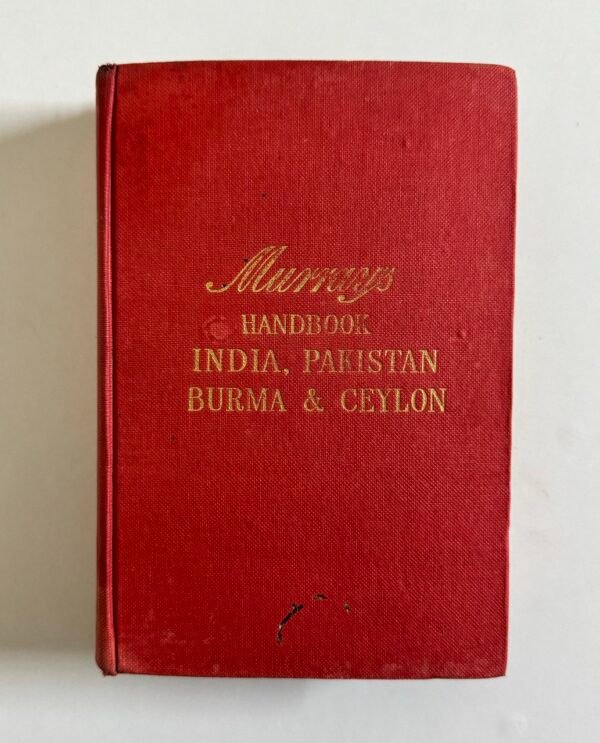 Murray's
HANDBOOK
INDIA, PAKISTAN
BURMA & CEYLON